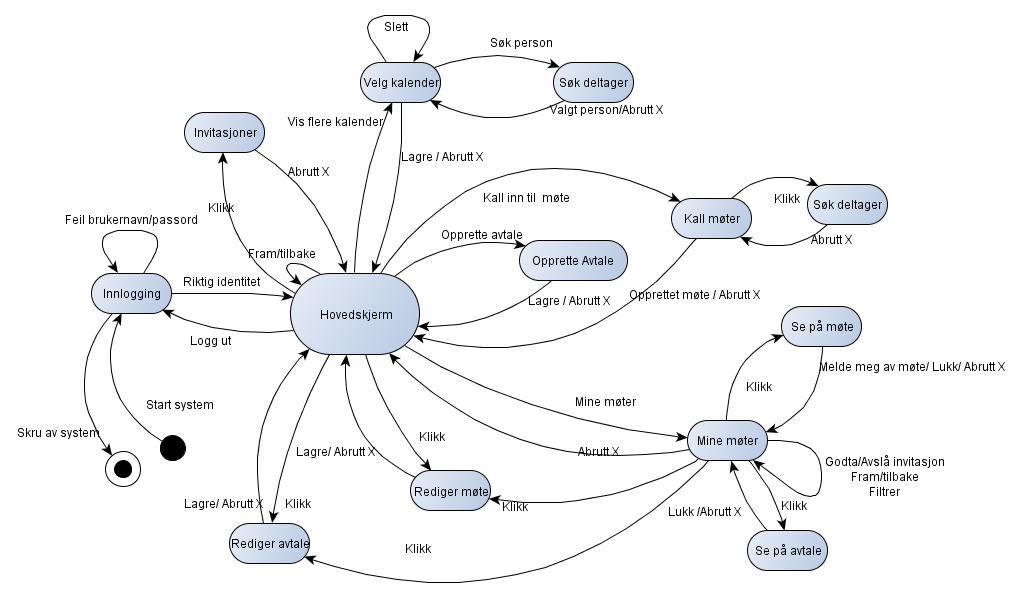 Slett
Søk person
Velg kalender
Søk deltager
Valgt person/Abrutt X
Vis flere kalender
Invitasjoner
Lagre / Abrutt X
Abrutt X
Kall inn til møte
Klikk
Søk deltager
Klikk
Kall møter
Feil brukernavn/passord
Opprette avtale
Abrutt X
Fram/tilbake
Opprette Avtale
Riktig identitet
Innlogging
Lagre / Abrutt X
Opprettet møte / Abrutt X
Hovedskjerm
Se på møte
Logg ut
Melde meg av møte/ Lukk/ Abrutt X
Klikk
Start system
Mine møter
Skru av system
Klikk
Mine møter
Lagre/ Abrutt X
Abrutt X
Godta/Avslå invitasjon
Fram/tilbake
Filtrer
Rediger møte
Lagre/ Abrutt X
Klikk
Klikk
Klikk
Lukk /Abrutt X
Rediger avtale
Klikk
Se på avtale